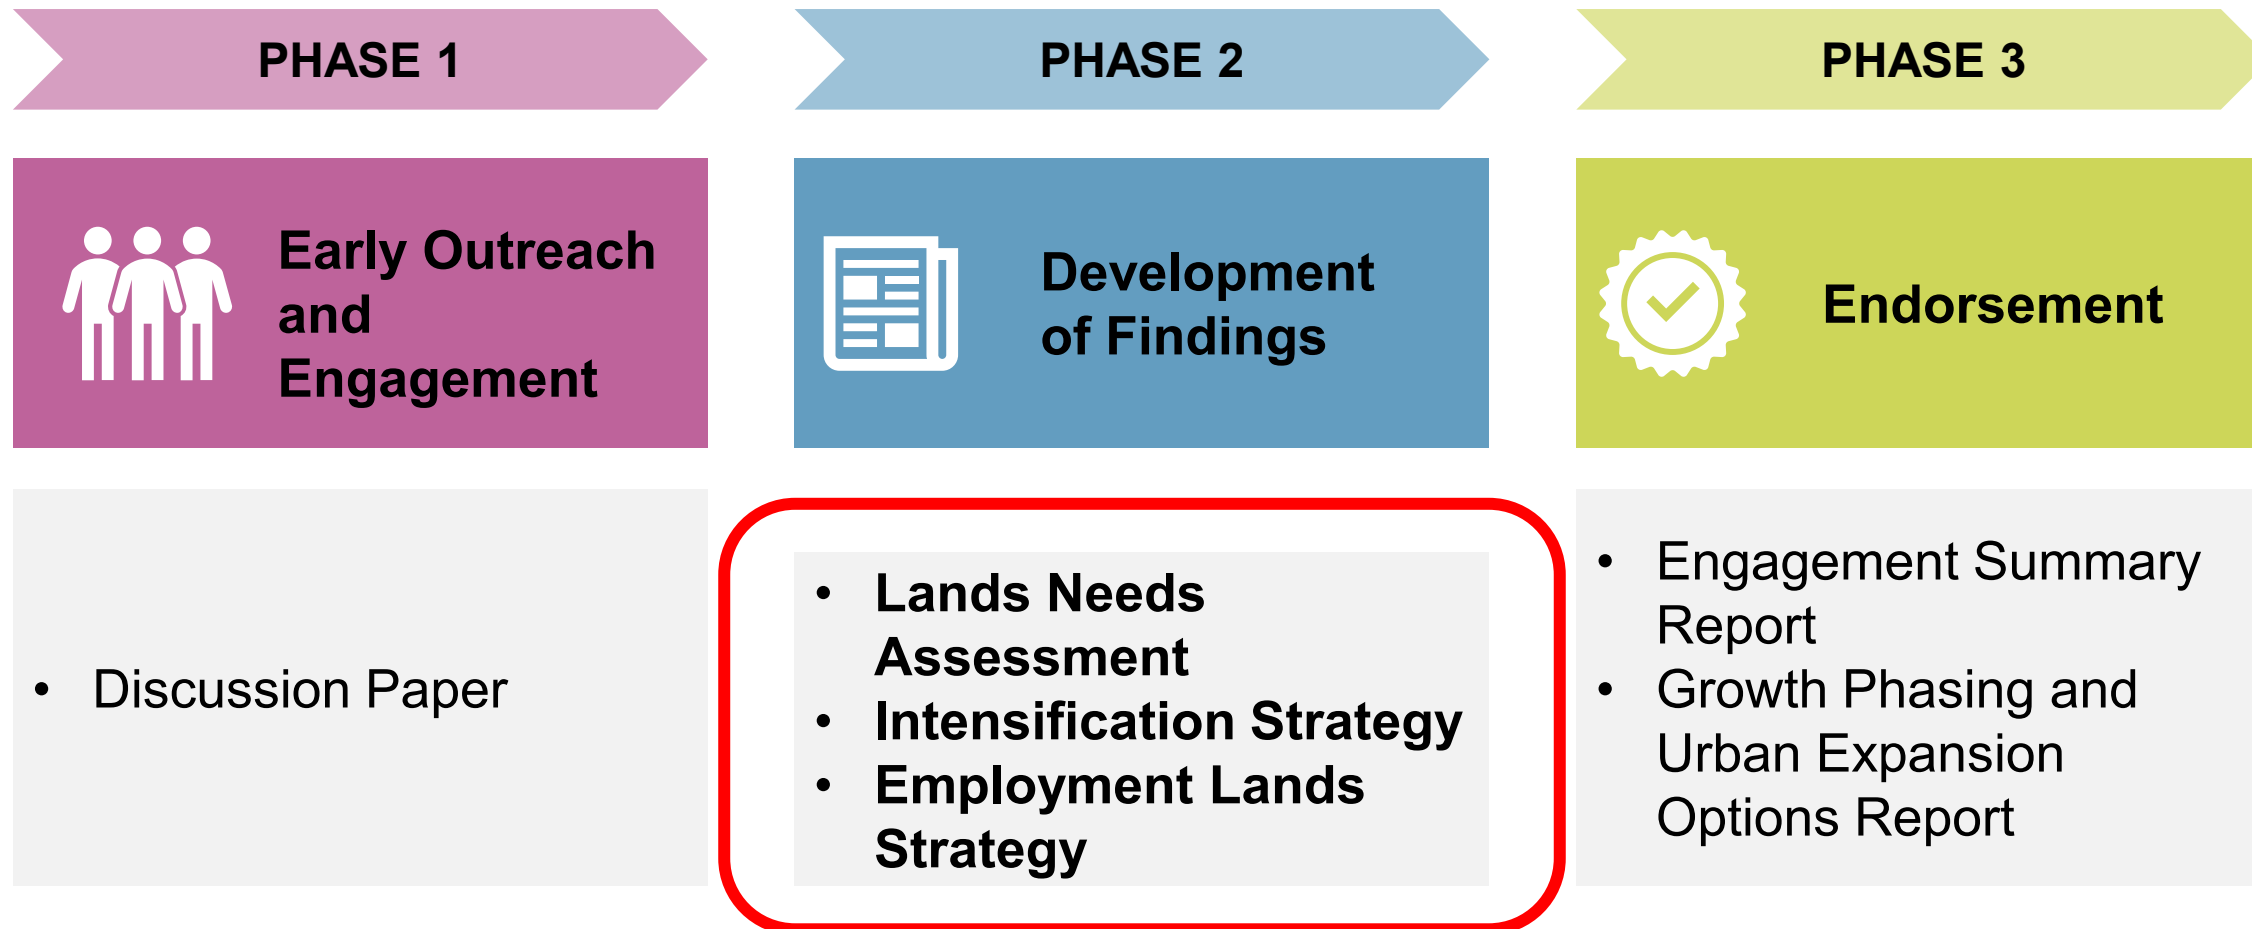 PHASE 1
PHASE 2
PHASE 3
Early Outreach
and
Engagement
Development
of Findings
Endorsement
• Discussion Paper
• Lands Needs
Assessment
• Intensification Strategy
• Employment Lands
Strategy
• Engagement Summary
Report
• Growth Phasing and
Urban Expansion
Options Report